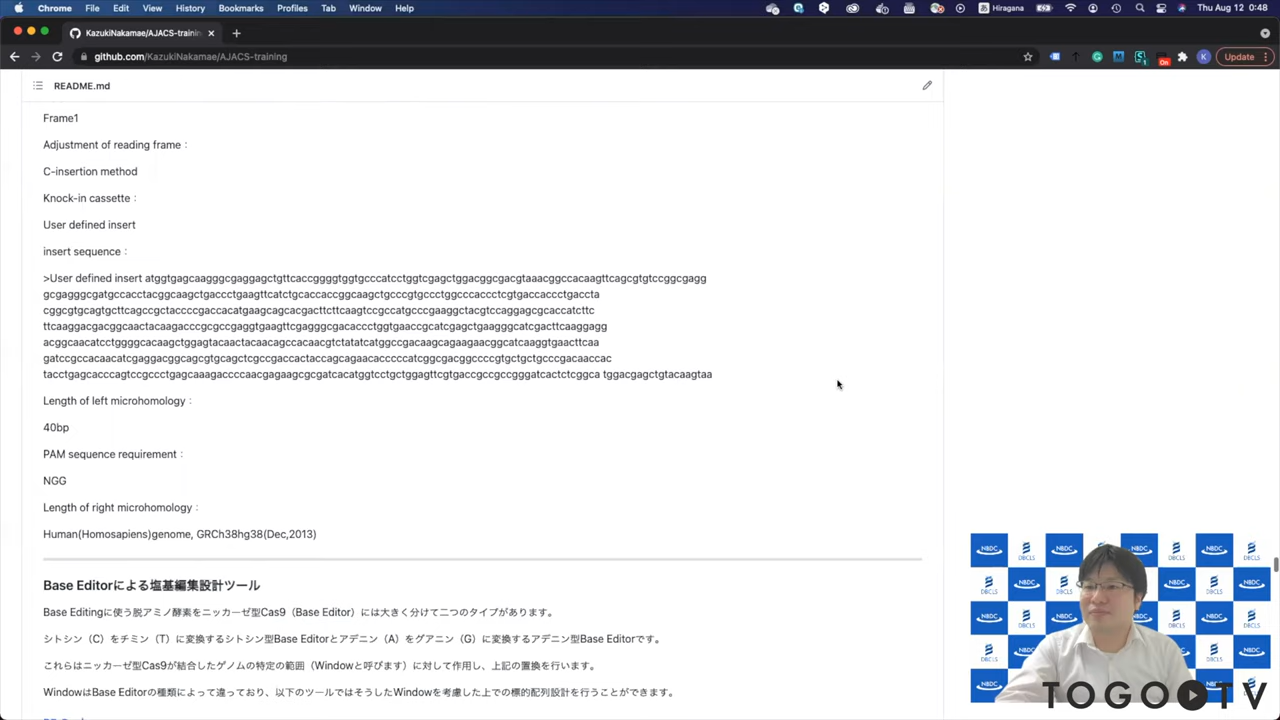 Chrome File Edit View History Bookmarks Profiles Tab Window Help Hiragana Thu Aug 12 0:48
KazukiNakamae/AJACS-trainin
github.com/KazukiNakamae/AJACS-training Update
README.md
Frame1
Adjustment of reading frame：
C-insertion method
Knock-in cassette：
User defined insert
insert sequence：
>User defined insert atggtgagcaagggcgaggagctgttcaccggggtggtgcccatcctggtcgagctggacggcgacgtaaacggccacaagttcagcgtgtccggcgagg
gcgagggcgatgccacctacggcaagctgaccctgaagttcatctgcaccaccggcaagctgcccgtgccctggcccaccctcgtgaccaccctgaccta
cggcgtgcagtgcttcagccgctaccccgaccacatgaagcagcacgacttcttcaagtccgccatgcccgaaggctacgtccaggagcgcaccatcttc
ttcaaggacgacggcaactacaagacccgcgccgaggtgaagttcgagggcgacaccctggtgaaccgcatcgagctgaagggcatcgacttcaaggagg
acggcaacatcctggggcacaagctggagtacaactacaacagccacaacgtctatatcatggccgacaagcagaagaacggcatcaaggtgaacttcaa
gatccgccacaacatcgaggacggcagcgtgcagctcgccgaccactaccagcagaacacccccatcggcgacggccccgtgctgctgcccgacaaccac
tacctgagcacccagtccgccctgagcaaagaccccaacgagaagcgcgatcacatggtcctgctggagttcgtgaccgccgccgggatcactctcggca tggacgagctgtacaagtaa
Length of left microhomology：
40bp
PAM sequence requirement：
NGG
Length of right microhomology：
Human(Homosapiens)genome, GRCh38hg38(Dec,2013)
Base Editorによる塩基編集設計ツール
Base Editingに使う脱アミノ酵素をニッカーゼ型Cas9（Base Editor）には大きく分けて二つのタイプがあります。
シトシン（C）をチミン（T）に変換するシトシン型Base Editorとアデニン（A）をグアニン（G）に変換するアデニン型Base Editorです。
これらはニッカーゼ型Cas9が結合したゲノムの特定の範囲（Windowと呼びます）に対して作用し、上記の置換を行います。
WindowはBase Editorの種類によって違っており、以下のツールではそうしたWindowを考慮した上での標的配列設計を行うことができます。
NBDC DBCLS
TOGO TV